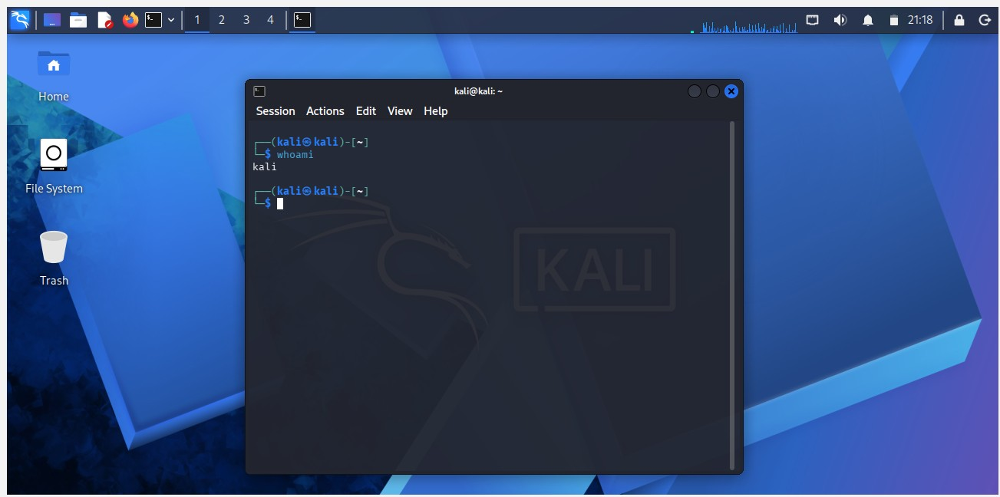 1 2 3 4 21:18
Home
File System
Trash
kali@kali: ~
Session Actions Edit View Help
┌──(kali㉿kali)-[~]
└─$ whoami
kali
┌──(kali㉿kali)-[~]
└─$
KALI